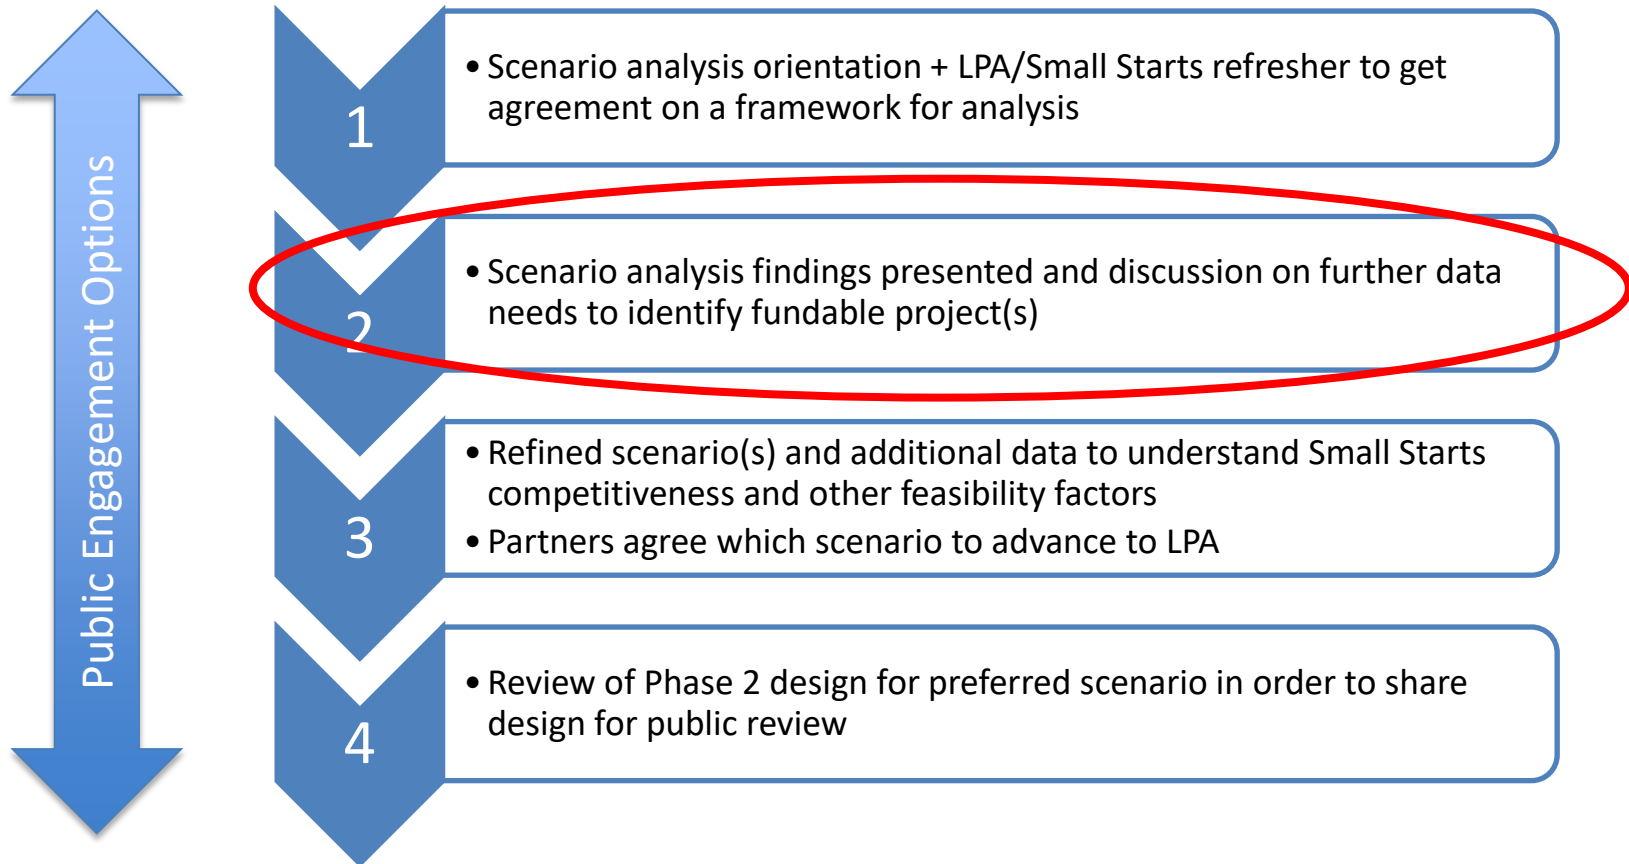 Public Engagement Options
1
• Scenario analysis orientation + LPA/Small Starts refresher to get
agreement on a framework for analysis
2
• Scenario analysis findings presented and discussion on further data
needs to identify fundable project(s)
3
• Refined scenario(s) and additional data to understand Small Starts
competitiveness and other feasibility factors
• Partners agree which scenario to advance to LPA
4
• Review of Phase 2 design for preferred scenario in order to share
design for public review